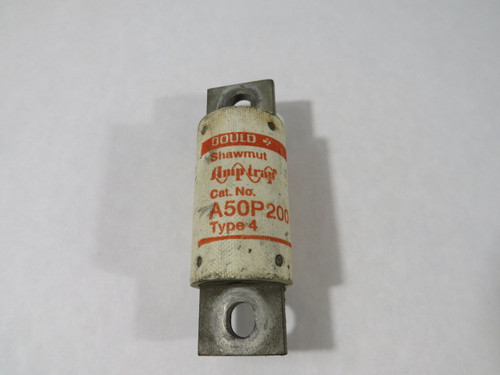 GOULD
Shawmut
Amp-trap
Cat. No.
A50P200
Type 4